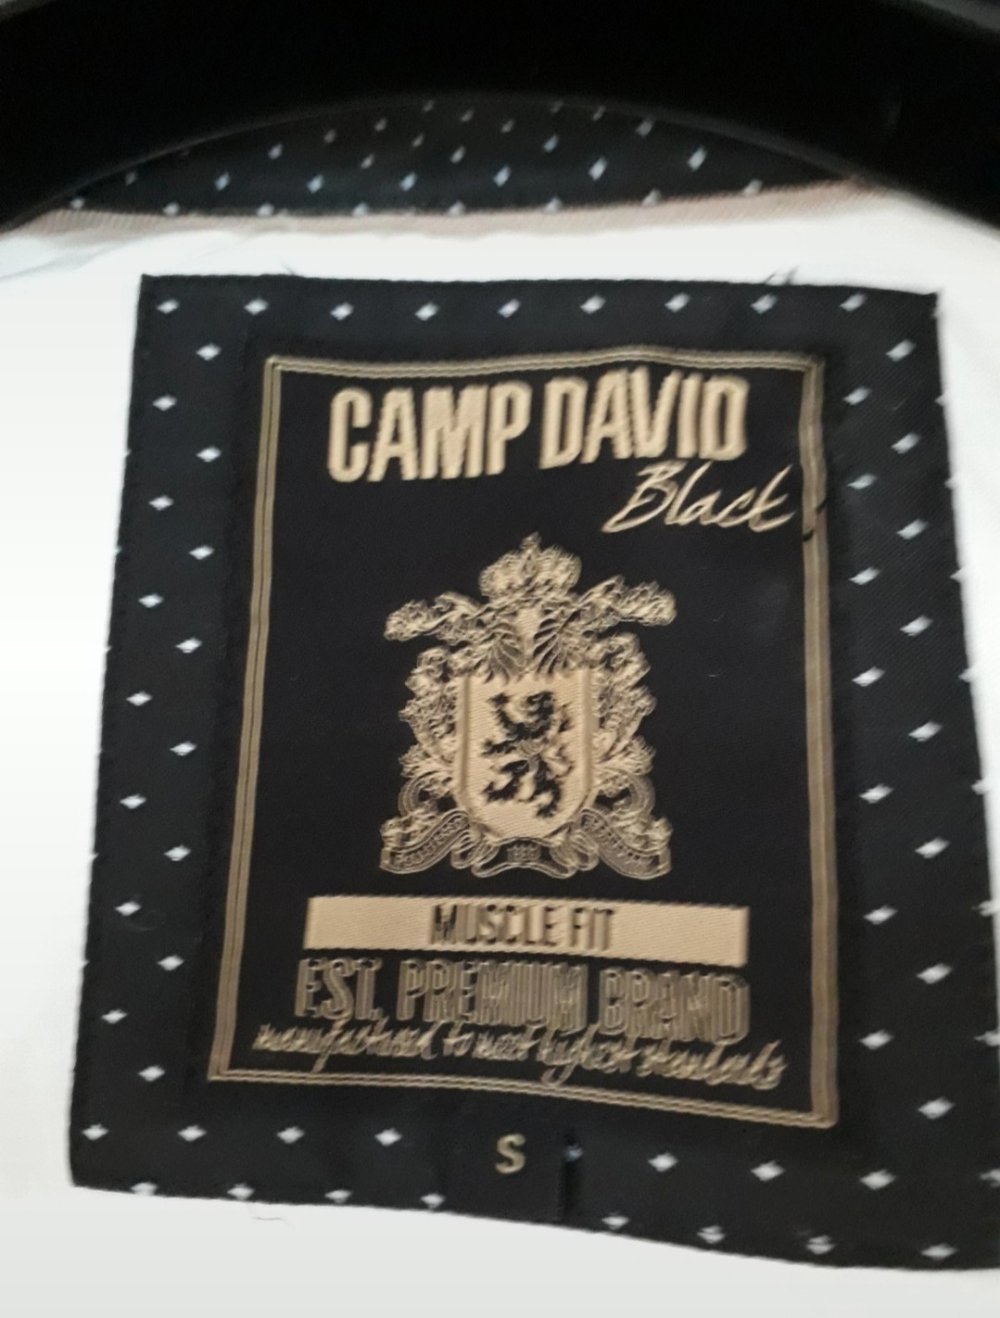 CAMP DAVID
Black
MUSCLE FIT
EST. PREMIUM BRAND
manufactured to meet highest standards
S